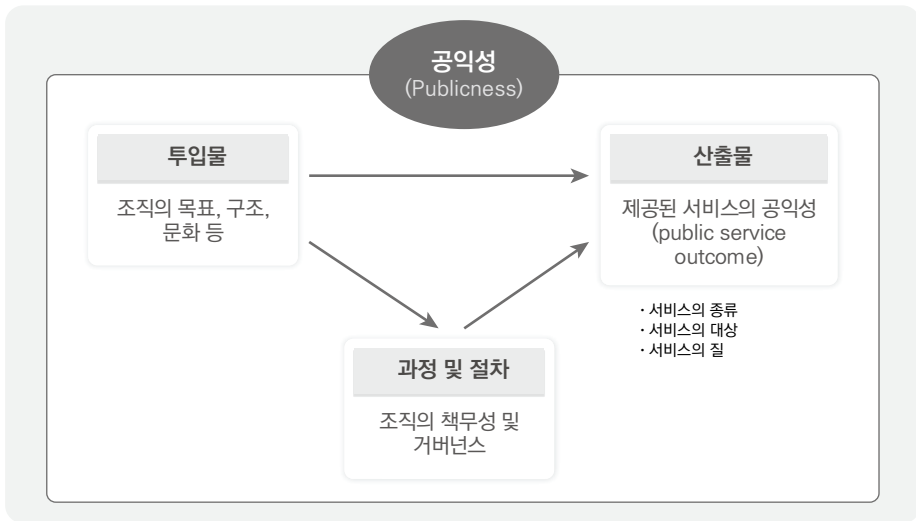 공익성
(Publicness)
투입물
조직의 목표, 구조,
문화 등
산출물
제공된 서비스의 공익성
(public service
outcome)
· 서비스의 종류
· 서비스의 대상
· 서비스의 질
과정 및 절차
조직의 책무성 및
거버넌스